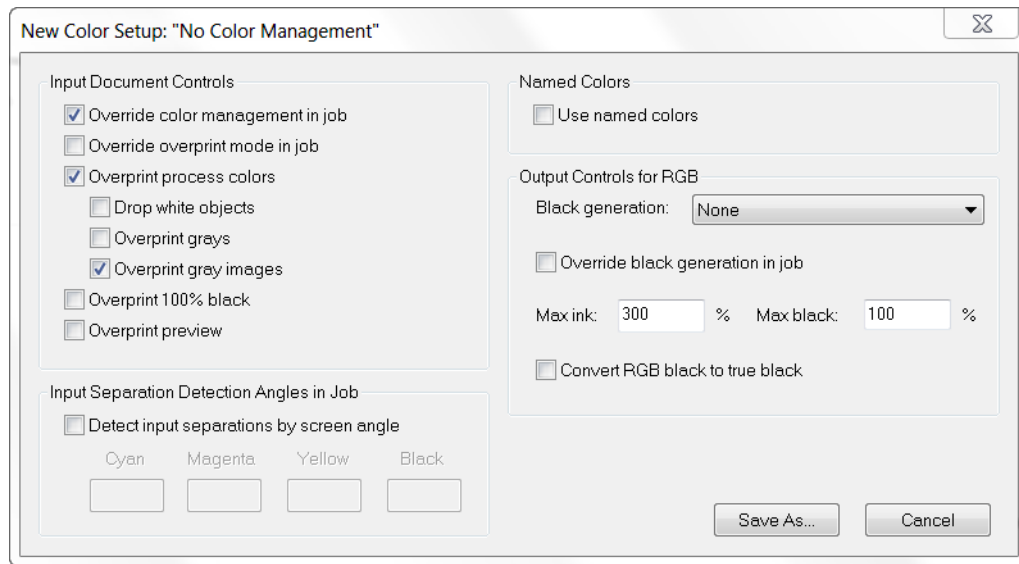 New Color Setup: "No Color Management"
Input Document Controls
Override color management in job
Override overprint mode in job
Overprint process colors
Drop white objects
Overprint grays
Overprint gray images
Overprint 100% black
Overprint preview
Input Separation Detection Angles in Job
Detect input separations by screen angle
Cyan Magenta Yellow Black
Named Colors
Use named colors
Output Controls for RGB
Black generation: None
Override black generation in job
Max ink: 300 % Max black: 100 %
Convert RGB black to true black
Save As... Cancel